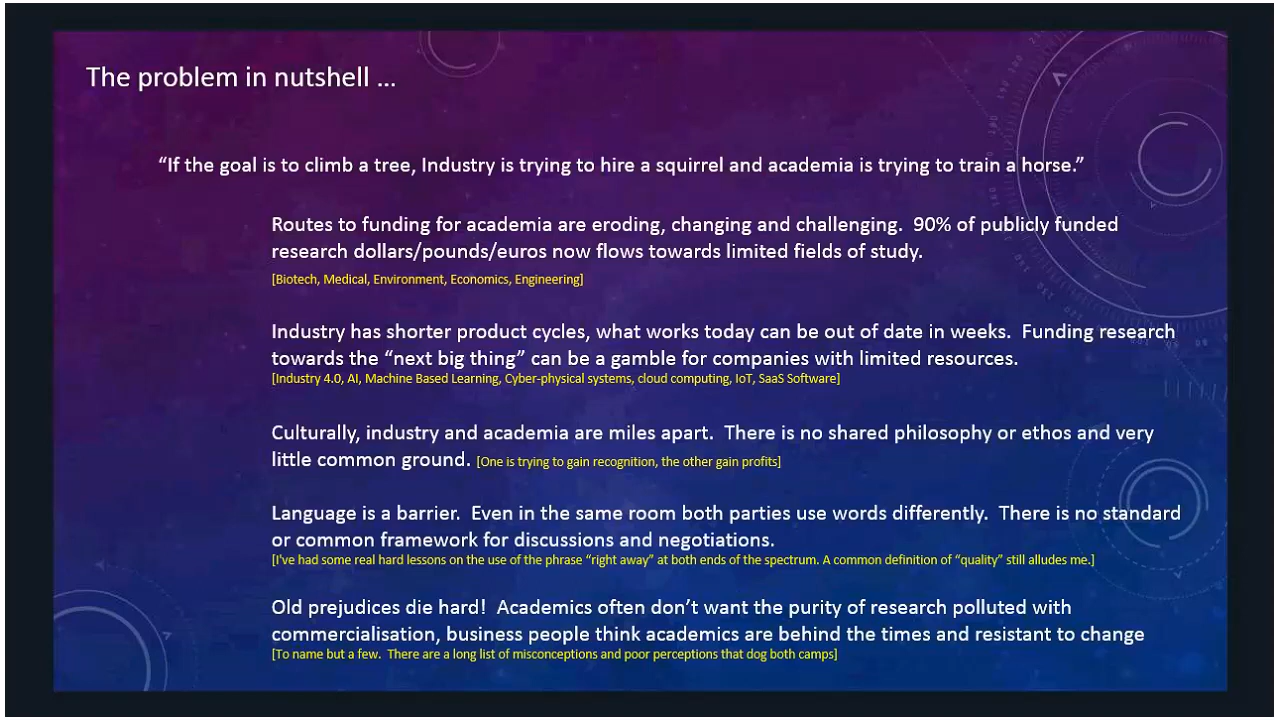 The problem in nutshell ...
“If the goal is to climb a tree, Industry is trying to hire a squirrel and academia is trying to train a horse.”
Routes to funding for academia are eroding, changing and challenging.  90% of publicly funded
research dollars/pounds/euros now flows towards limited fields of study.
[Biotech, Medical, Environment, Economics, Engineering]
Industry has shorter product cycles, what works today can be out of date in weeks.  Funding research
towards the “next big thing” can be a gamble for companies with limited resources.
[Industry 4.0, AI, Machine Based Learning, Cyber-physical systems, cloud computing, IoT, SaaS Software]
Culturally, industry and academia are miles apart.  There is no shared philosophy or ethos and very
little common ground. [One is trying to gain recognition, the other gain profits]
Language is a barrier.  Even in the same room both parties use words differently.  There is no standard
or common framework for discussions and negotiations.
[I've had some real hard lessons on the use of the phrase “right away” at both ends of the spectrum. A common definition of “quality” still alludes me.]
Old prejudices die hard!  Academics often don’t want the purity of research polluted with
commercialisation, business people think academics are behind the times and resistant to change
[To name but a few.  There are a long list of misconceptions and poor perceptions that dog both camps]